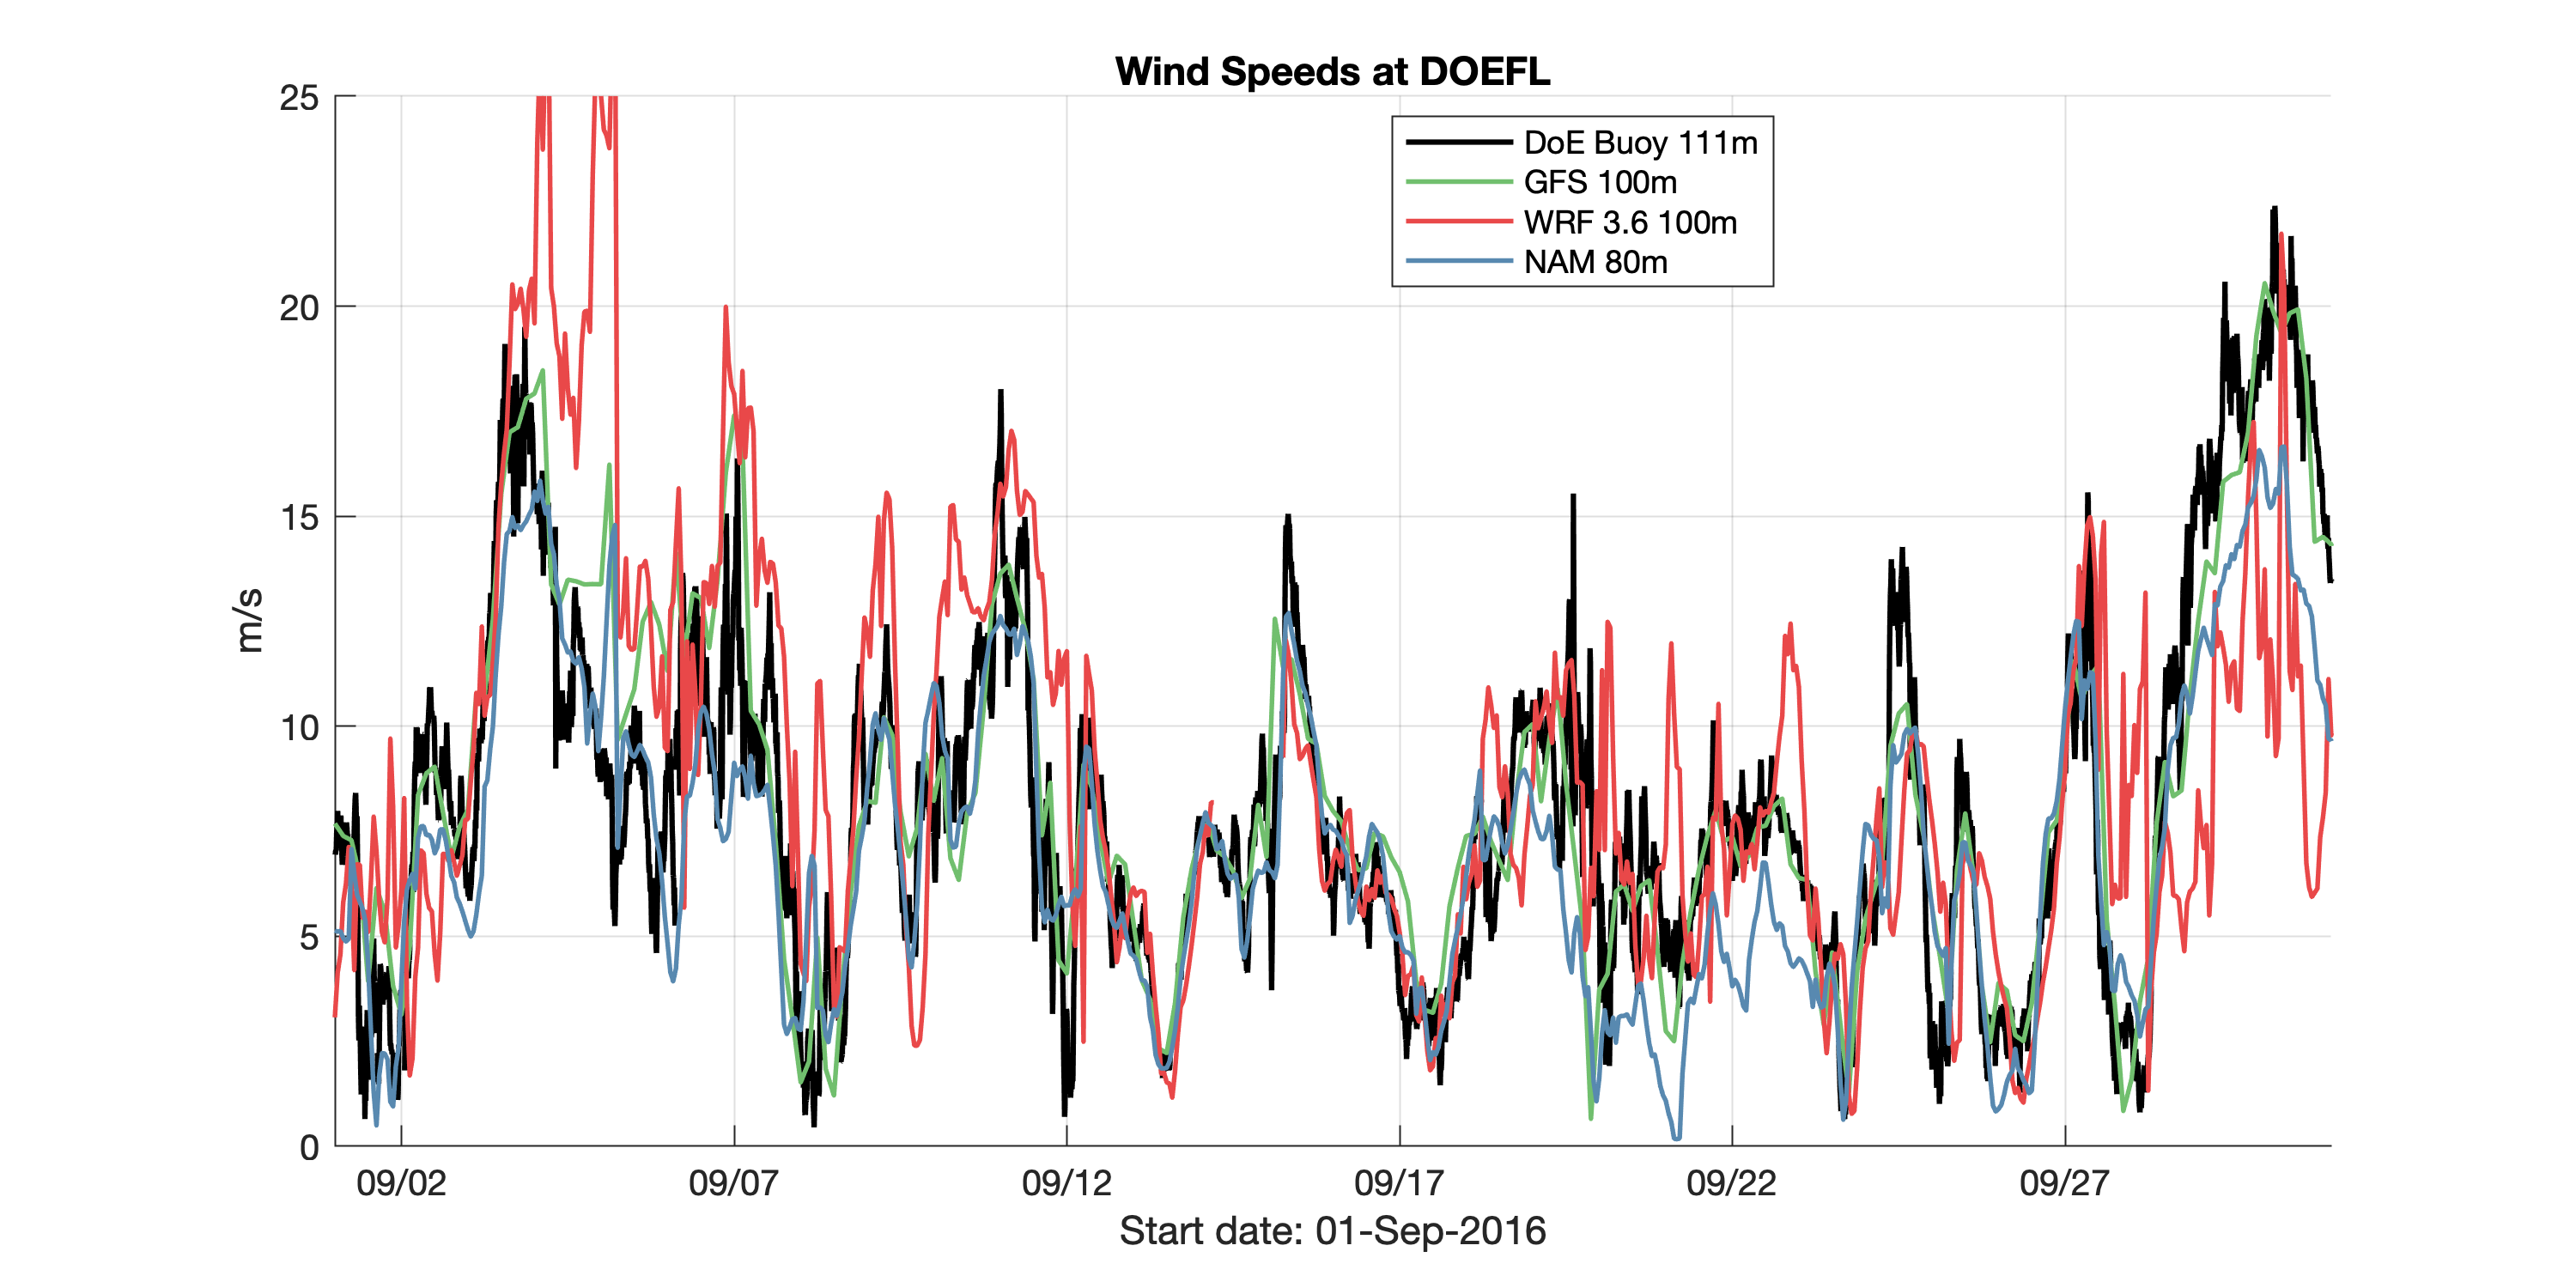 Wind Speeds at DOEFL
25
20
15
10
5
0
m/s
DoE Buoy 111m
GFS 100m
WRF 3.6 100m
NAM 80m
09/02 09/07 09/12 09/17 09/22 09/27
Start date: 01-Sep-2016